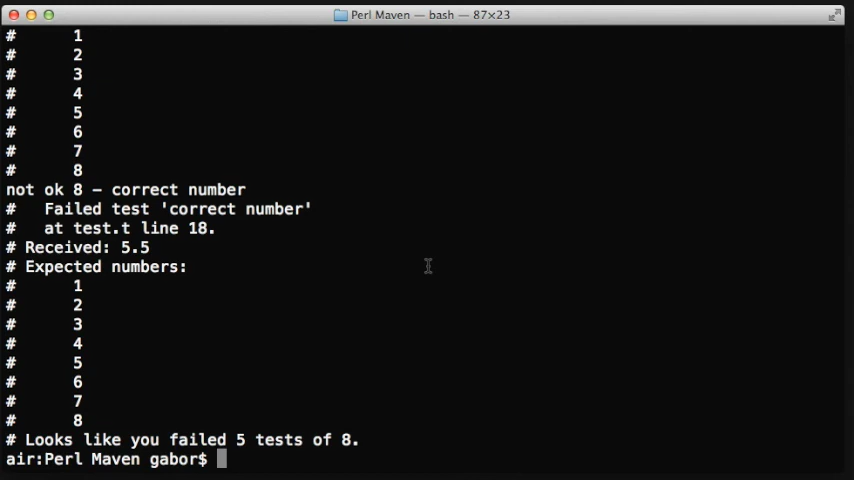 Perl Maven — bash — 87×23
# 1
# 2
# 3
# 4
# 5
# 6
# 7
# 8
not ok 8 - correct number
# Failed test 'correct number'
# at test.t line 18.
# Received: 5.5
# Expected numbers:
# 1
# 2
# 3
# 4
# 5
# 6
# 7
# 8
# Looks like you failed 5 tests of 8.
air:Perl Maven gabor$